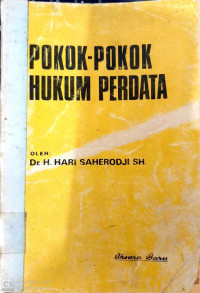 POKOK-POKOK
HUKUM PERDATA
OLEH:
Dr. H. HARI SAHERODJI SH.
Aksara Baru